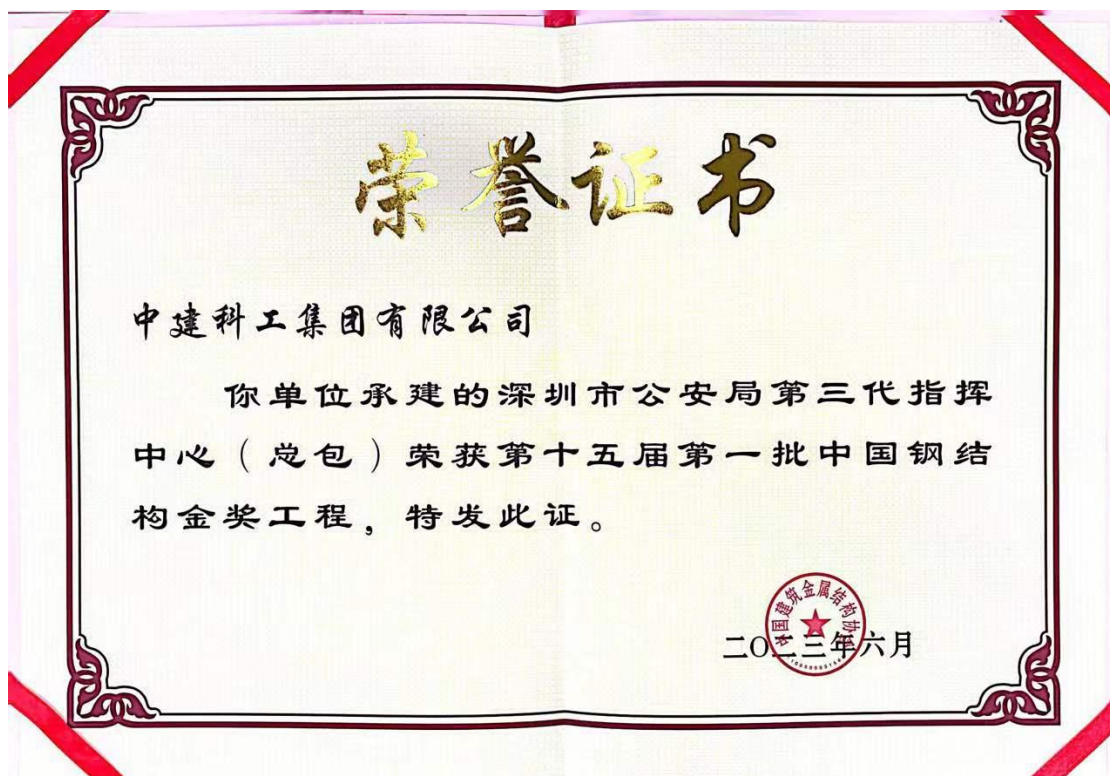 荣誉证书
中建科工集团有限公司
你单位承建的深圳市公安局第三代指挥
中心（总包）荣获第十五届第一批中国钢结
构金奖工程，特发此证。
中国建筑金属结构协会
二〇二三年六月